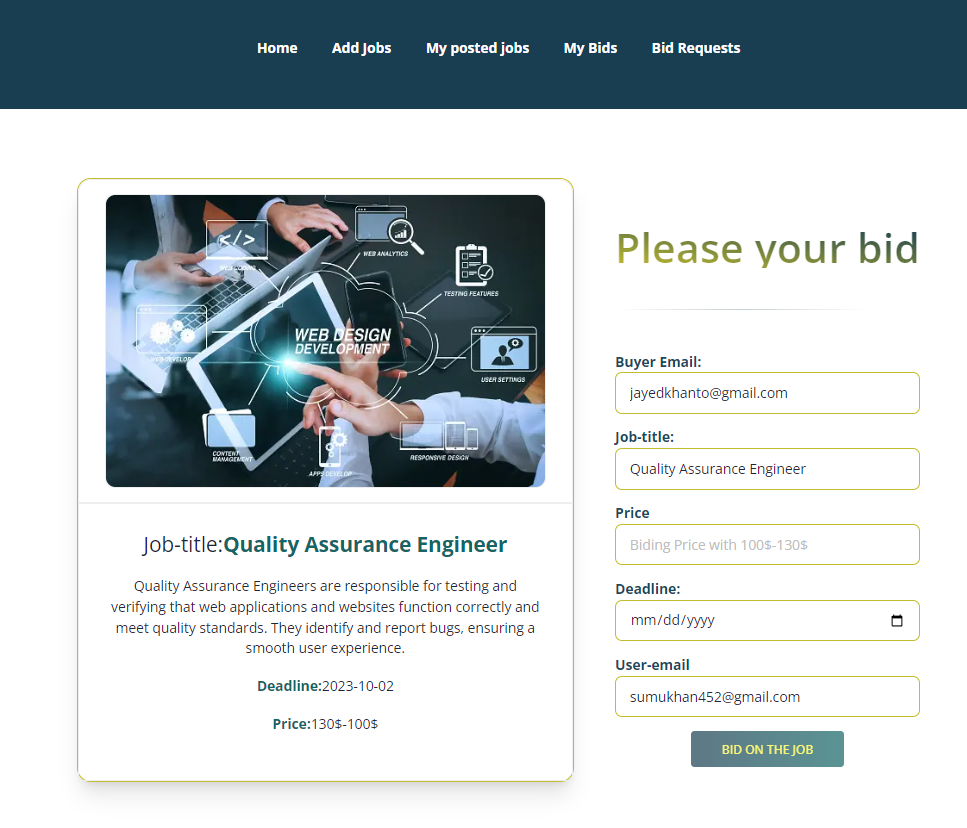 Home Add Jobs My posted jobs My Bids Bid Requests
WEB CODING
WEB ANALYTICS
TESTING FEATURES
WEB DESIGN
DEVELOPMENT
WEB DEVELOP
USER SETTINGS
CONTENT
MANAGEMENT
APPS DEVELOP
RESPONSIVE DESIGN
Job-title:Quality Assurance Engineer
Quality Assurance Engineers are responsible for testing and
verifying that web applications and websites function correctly and
meet quality standards. They identify and report bugs, ensuring a
smooth user experience.
Deadline:2023-10-02
Price:130$-100$
Please your bid
Buyer Email:
jayedkhanto@gmail.com
Job-title:
Quality Assurance Engineer
Price
Biding Price with 100$-130$
Deadline:
mm/dd/yyyy
User-email
sumukhan452@gmail.com
BID ON THE JOB